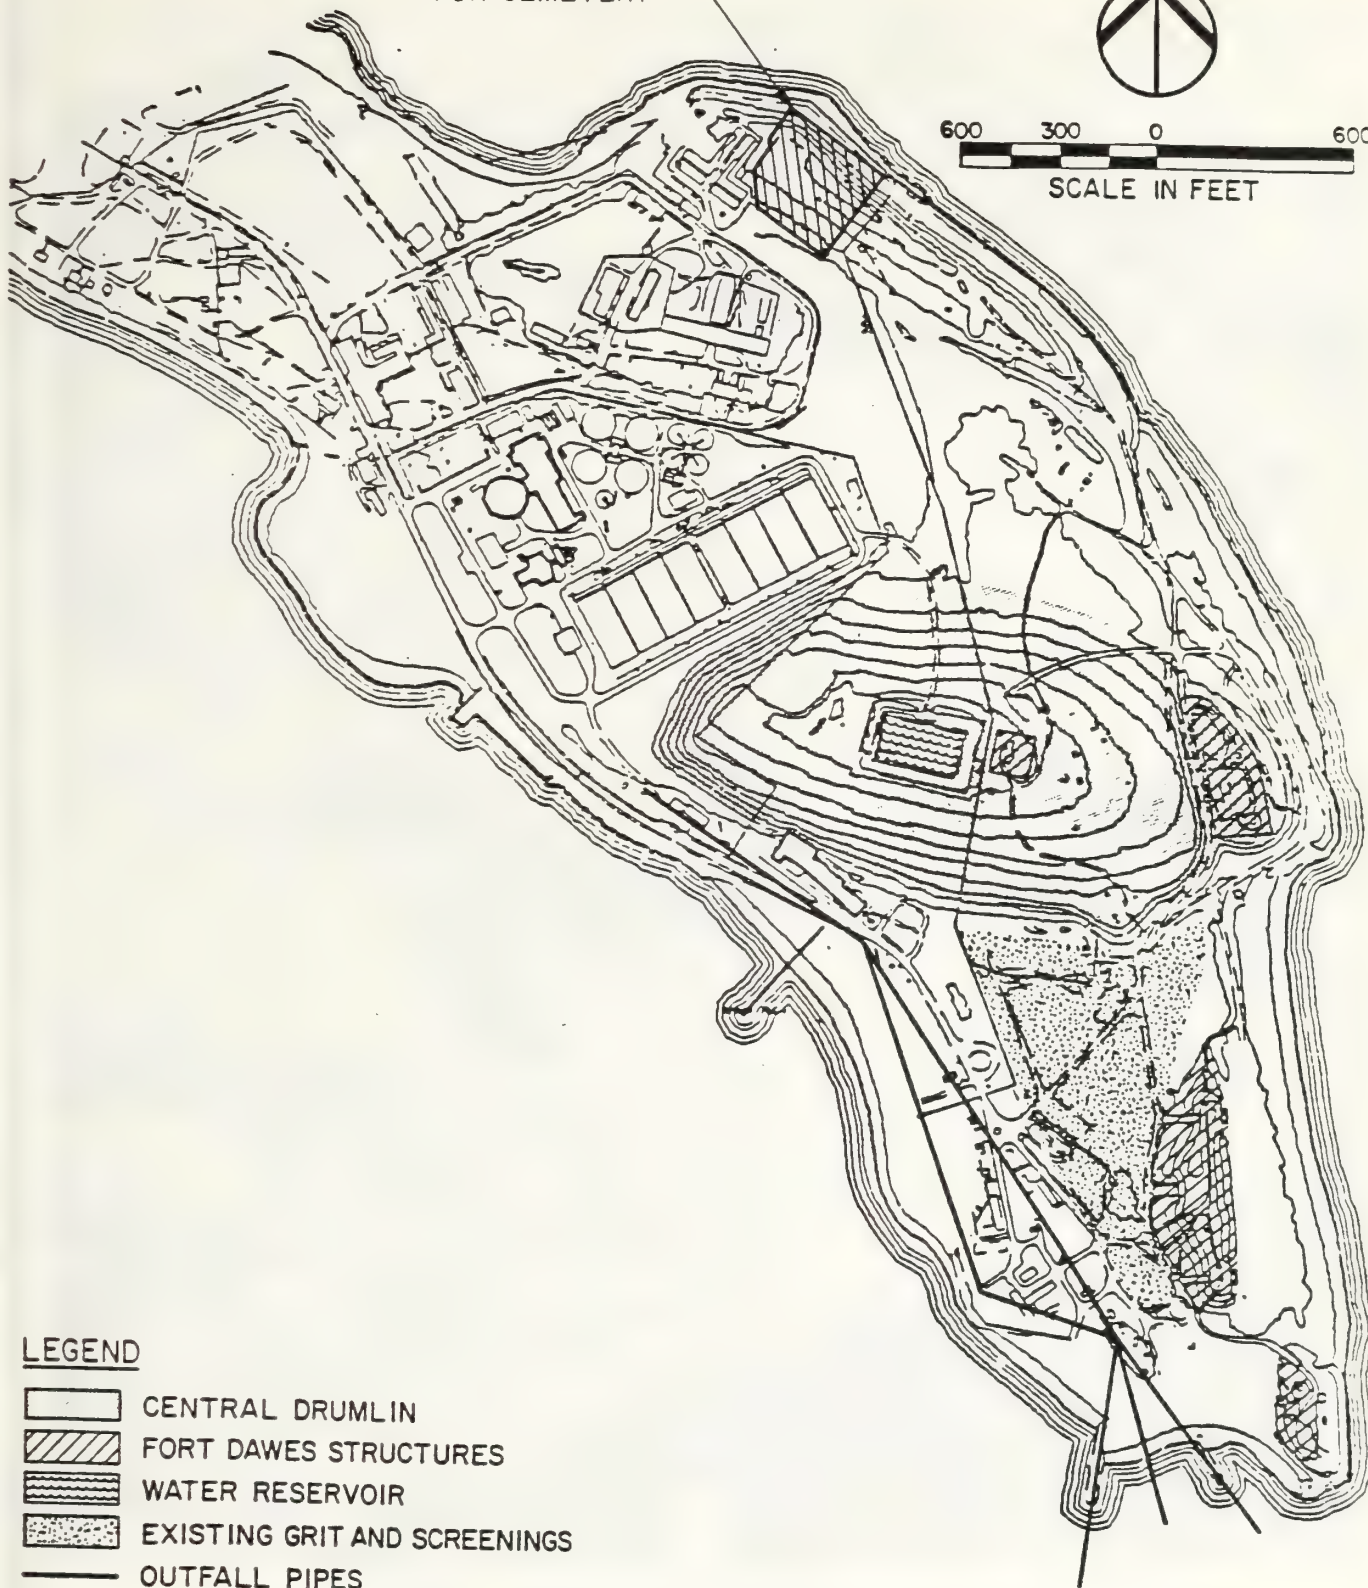 CEMETERY
600 300 0 600
SCALE IN FEET
LEGEND
CENTRAL DRUMLIN
FORT DAWES STRUCTURES
WATER RESERVOIR
EXISTING GRIT AND SCREENINGS
OUTFALL PIPES